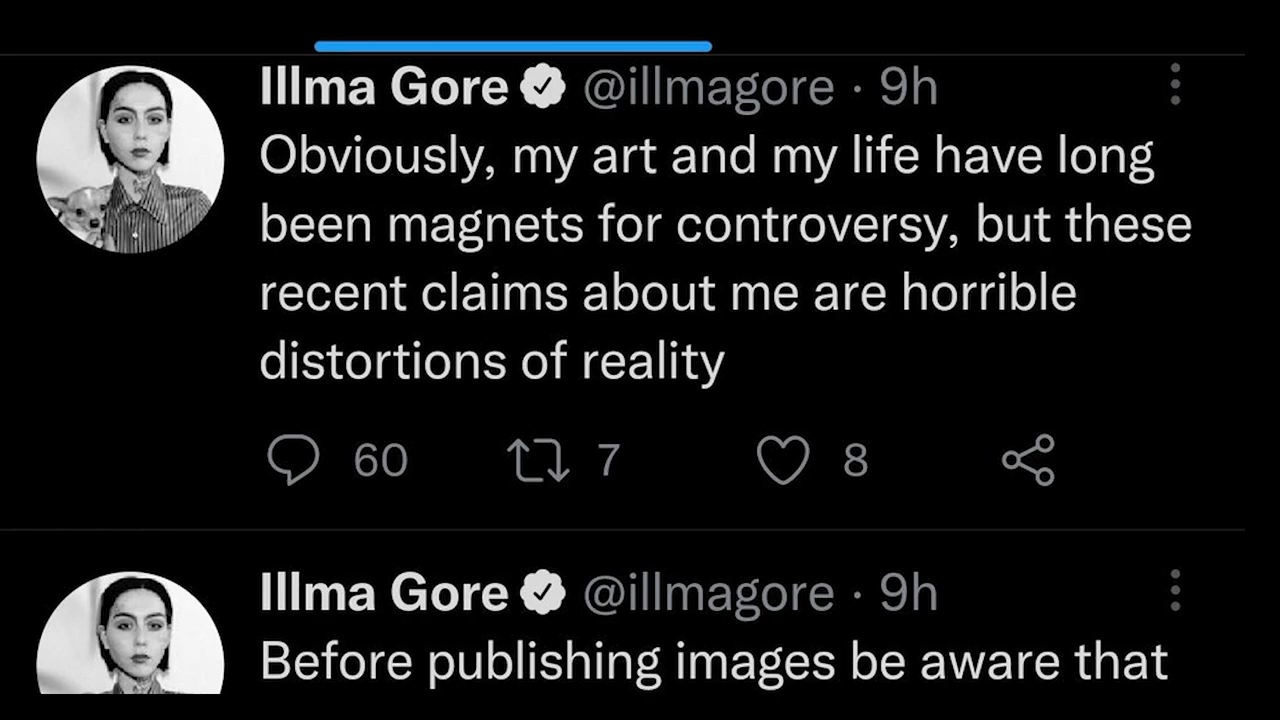 Illma Gore @illmagore · 9h
Obviously, my art and my life have long
been magnets for controversy, but these
recent claims about me are horrible
distortions of reality
60 7 8
Illma Gore @illmagore · 9h
Before publishing images be aware that